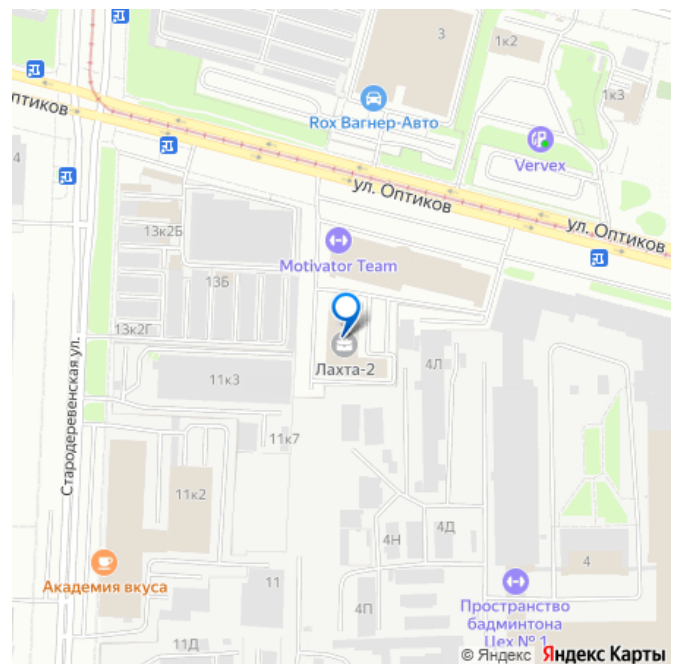 3
1к2
1к3
Rox Вагнер-Авто
Vervex
птиков
4
ул. Оптиков
ул. Оптиков
13к2Б
Motivator Team
13Б
13к2Г
Лахта-2
4Л
11к3
Стародеревенская ул.
11к7
11к2
4Д
4Н
4
Академия вкуса
11
4П
Пространство
бадминтона
Цех № 1
11Д
© Яндекс Яндекс Карты